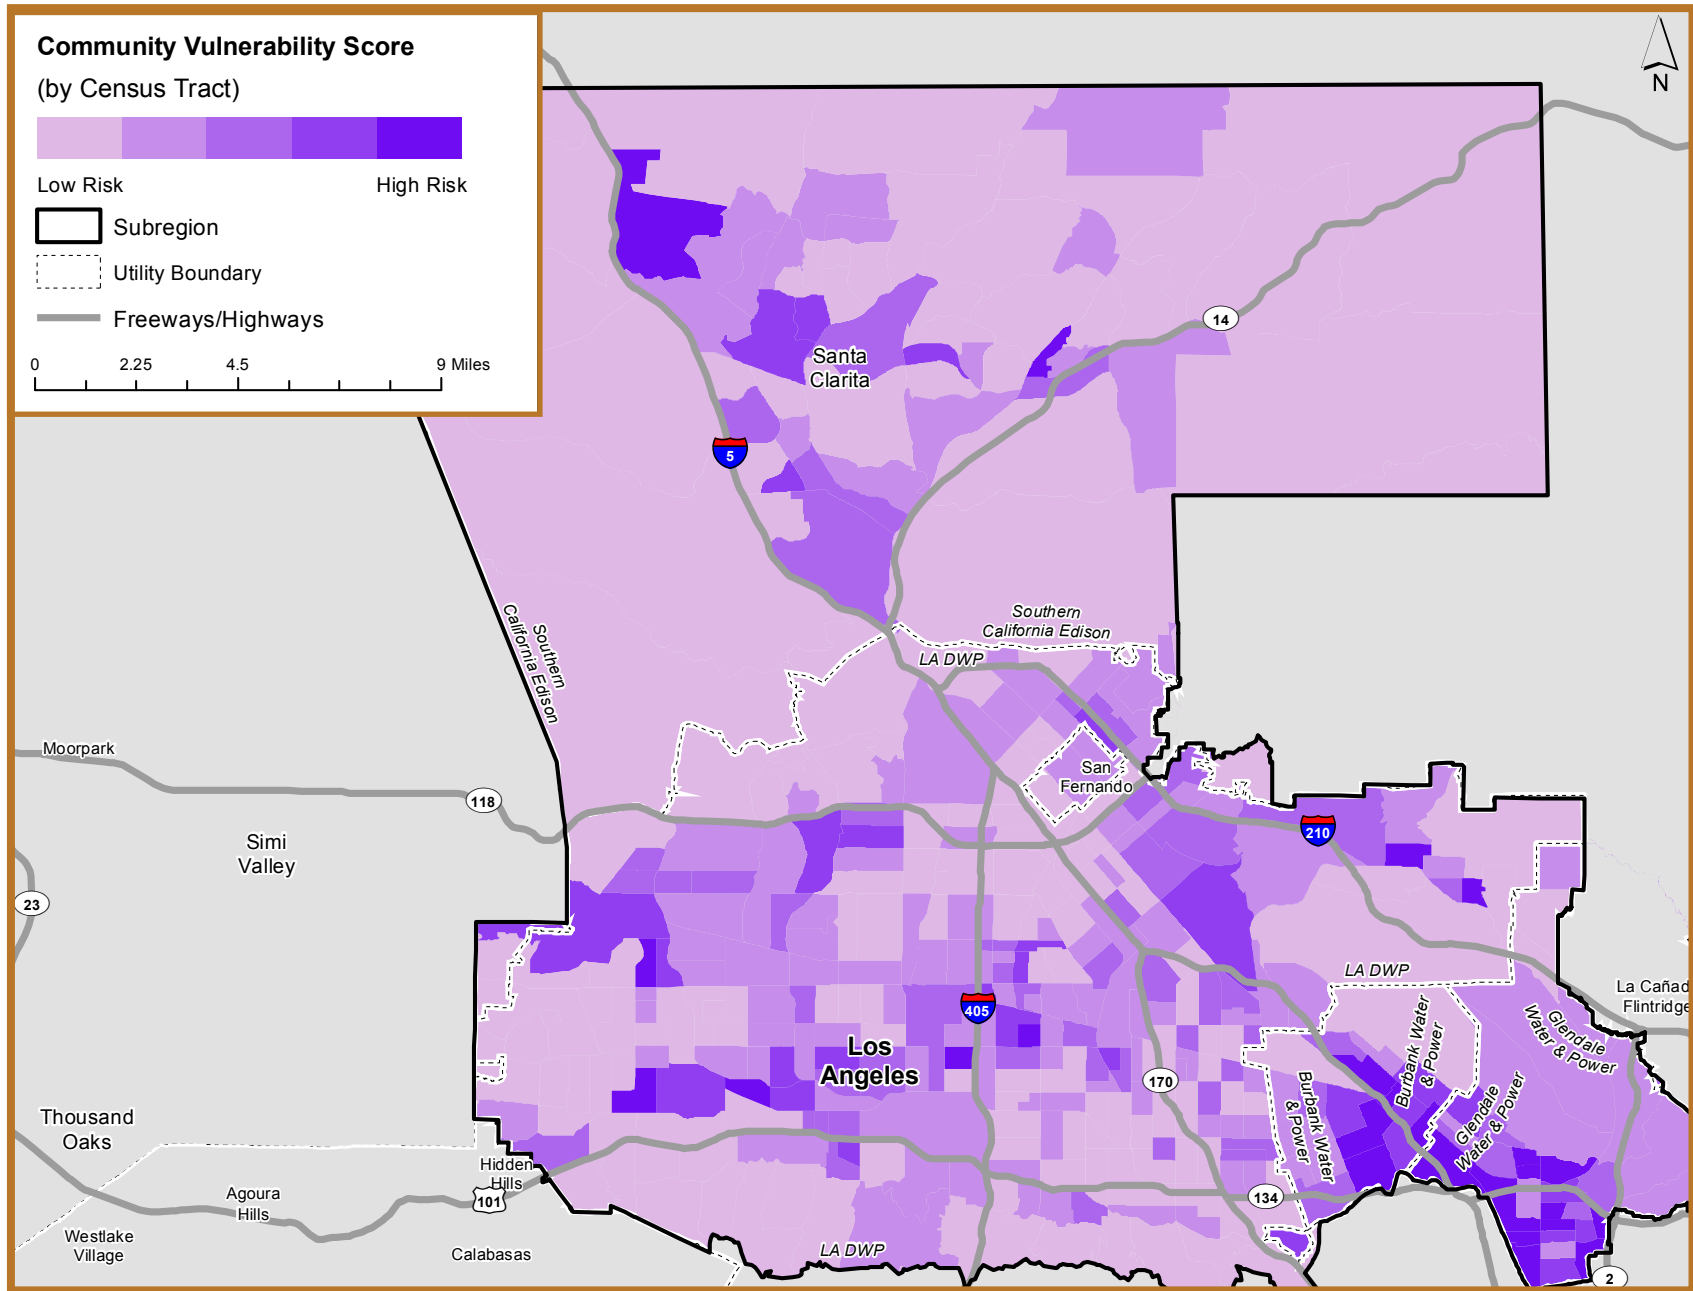 Community Vulnerability Score
(by Census Tract)
Low Risk
High Risk
Subregion
Utility Boundary
Freeways/Highways
0
2.25
4.5
9 Miles
N
14
Santa
Clarita
5
Southern
California Edison
Southern
California Edison
LA DWP
Moorpark
118
San
Fernando
210
Simi
Valley
23
LA DWP
La Cañad
Flintridge
405
Los
Angeles
Burbank Water
& Power
Glendale
Water & Power
170
Burbank Water
& Power
Glendale
Water & Power
Thousand
Oaks
Hidden
Hills
101
134
Agoura
Hills
Westlake
Village
Calabasas
LA DWP
2